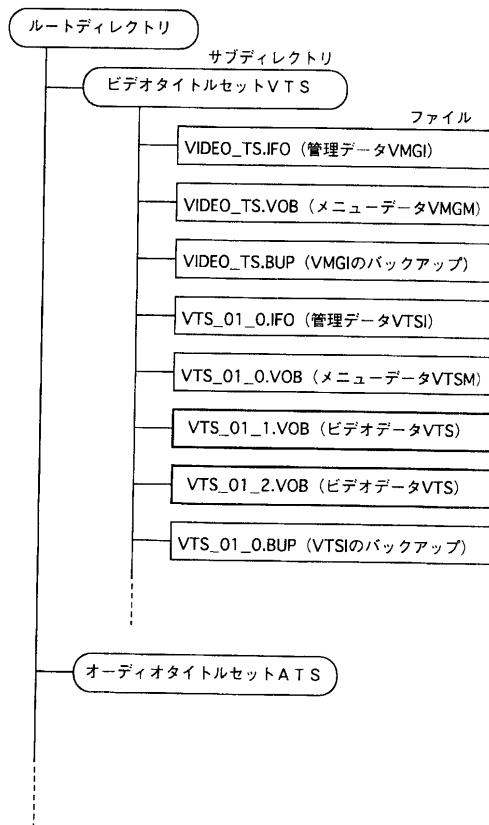 ルートディレクトリ
サブディレクトリ
ビデオタイトルセットVTS
ファイル
VIDEO_TS.IFO（管理データVMGI）
VIDEO_TS.VOB（メニューデータVMGM）
VIDEO_TS.BUP（VMGIのバックアップ）
VTS_01_0.IFO（管理データVTSI）
VTS_01_0.VOB（メニューデータVTSM）
VTS_01_1.VOB（ビデオデータVTS）
VTS_01_2.VOB（ビデオデータVTS）
VTS_01_0.BUP（VTSIのバックアップ）
オーディオタイトルセットATS